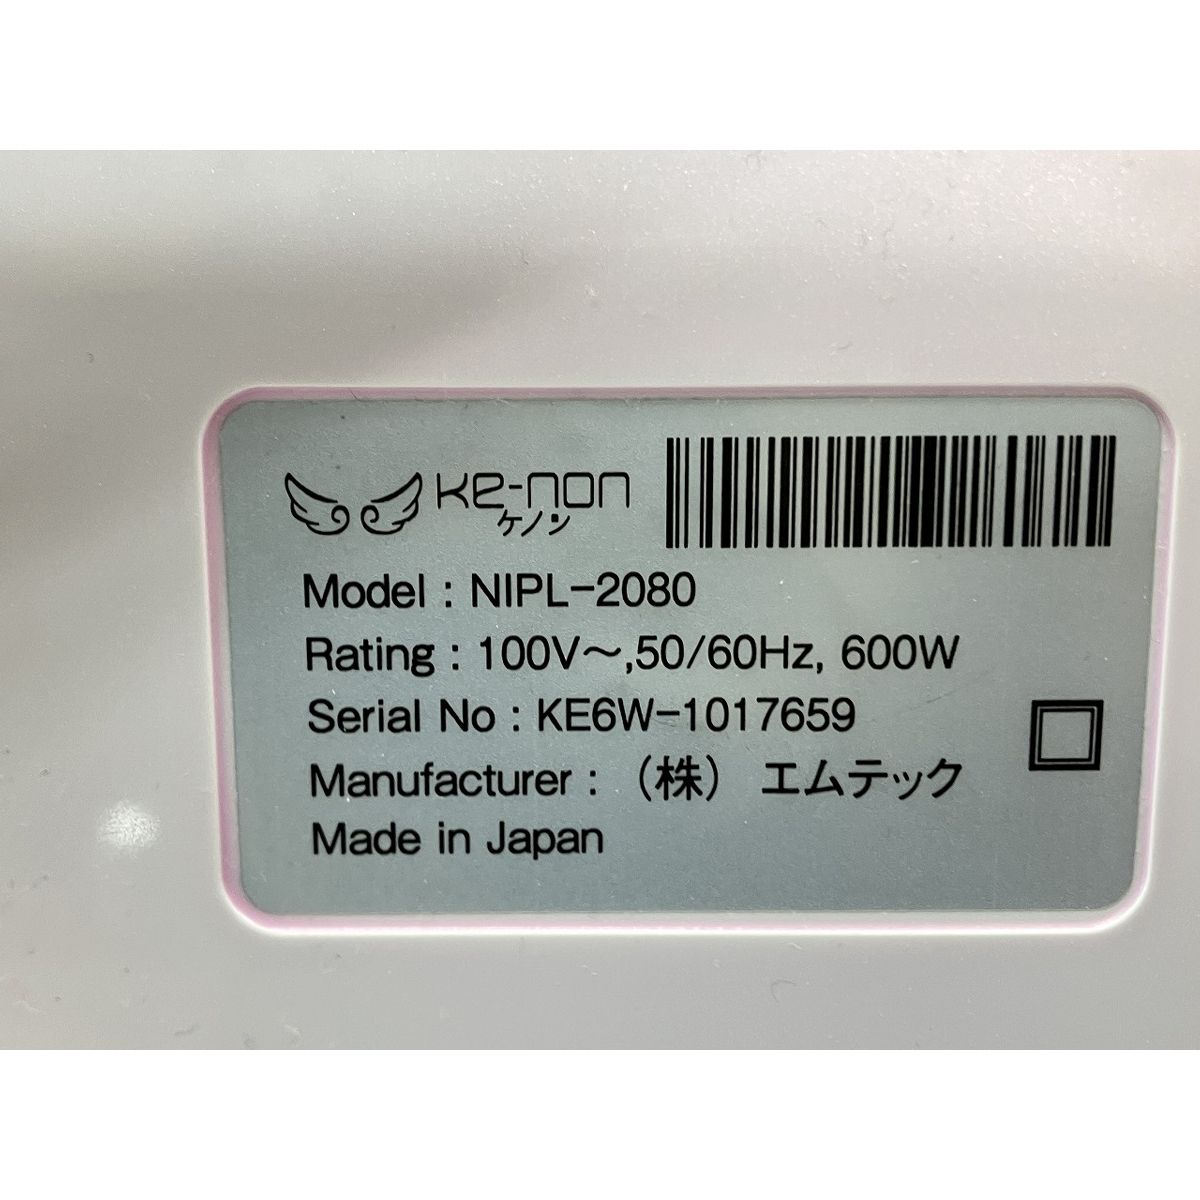 Ke-non
ケノン
Model : NIPL-2080
Rating : 100V～,50/60Hz, 600W
Serial No : KE6W-1017659
Manufacturer : （株） エムテック
Made in Japan